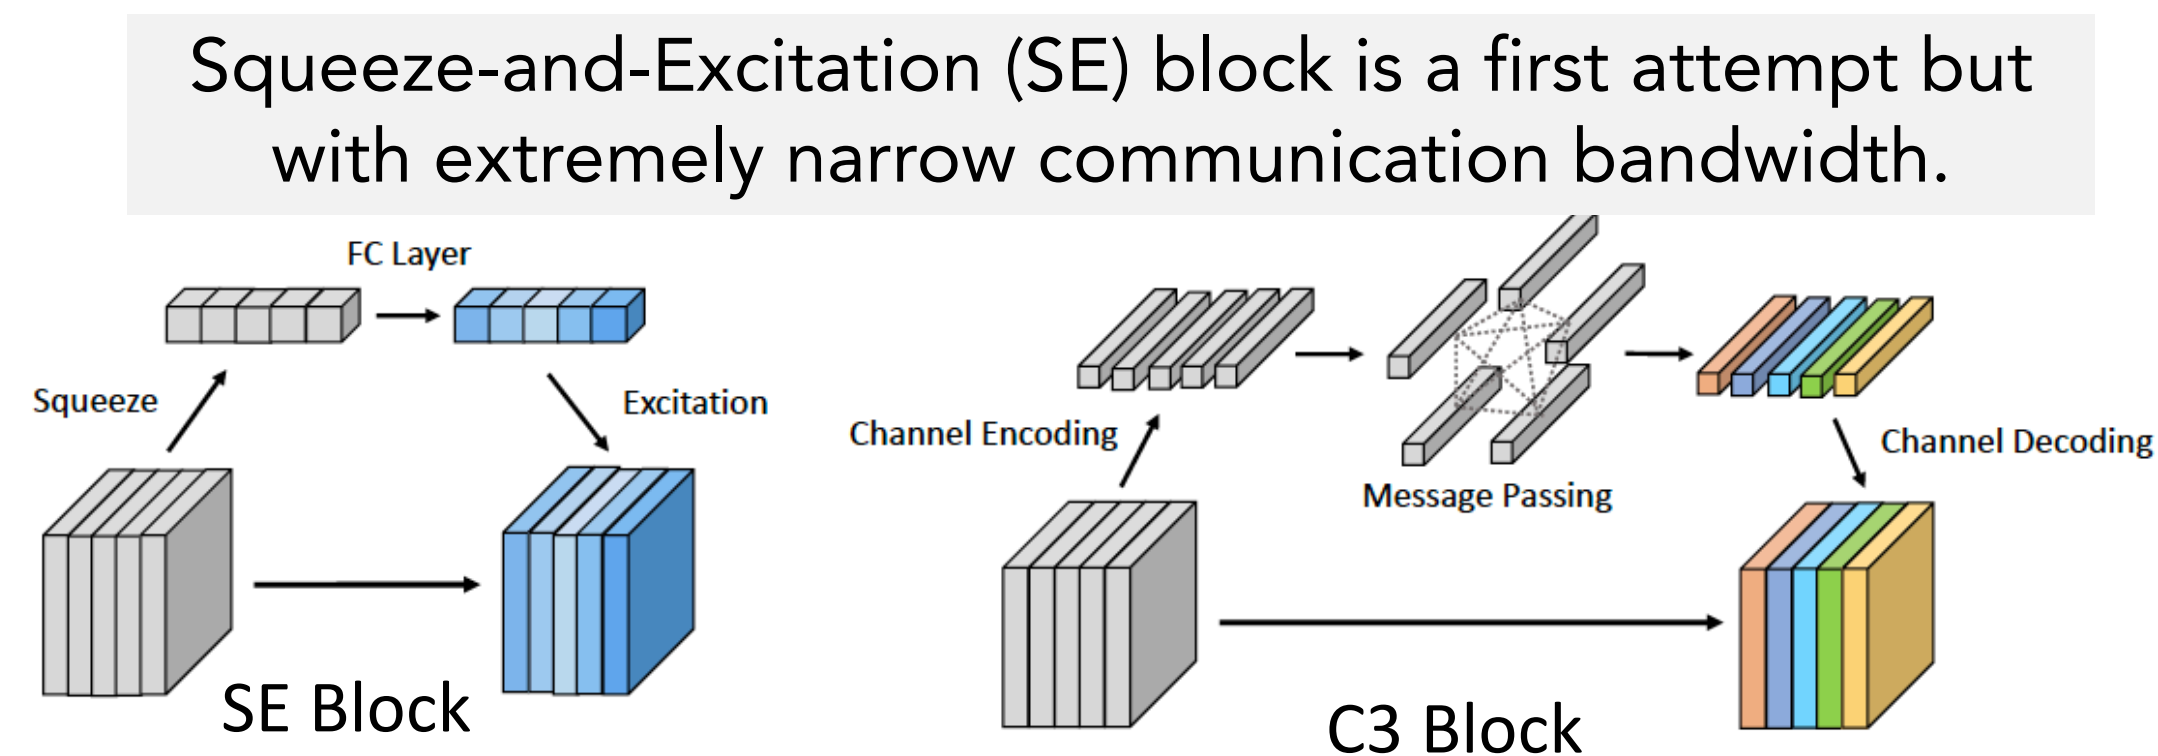 Squeeze-and-Excitation (SE) block is a first attempt but
with extremely narrow communication bandwidth.
FC Layer
Squeeze
Excitation
SE Block
Channel Encoding
Message Passing
Channel Decoding
C3 Block